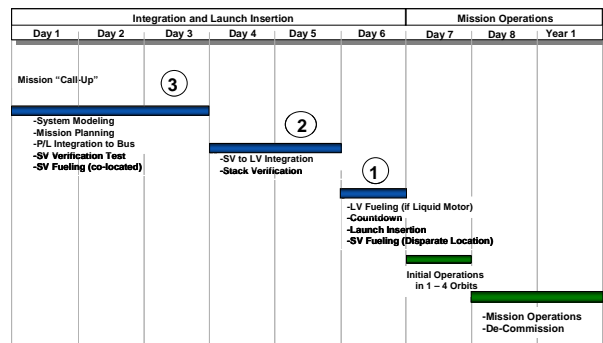 Integration and Launch Insertion Mission Operations
Day 1 Day 2 Day 3 Day 4 Day 5 Day 6 Day 7 Day 8 Year 1
Mission “Call-Up”
3
-System Modeling
-Mission Planning
-P/L Integration to Bus
-SV Verification Test
-SV Fueling (co-located)
2
-SV to LV Integration
-Stack Verification
1
-LV Fueling (if Liquid Motor)
-Countdown
-Launch Insertion
-SV Fueling (Disparate Location)
Initial Operations
in 1 – 4 Orbits
-Mission Operations
-De-Commission